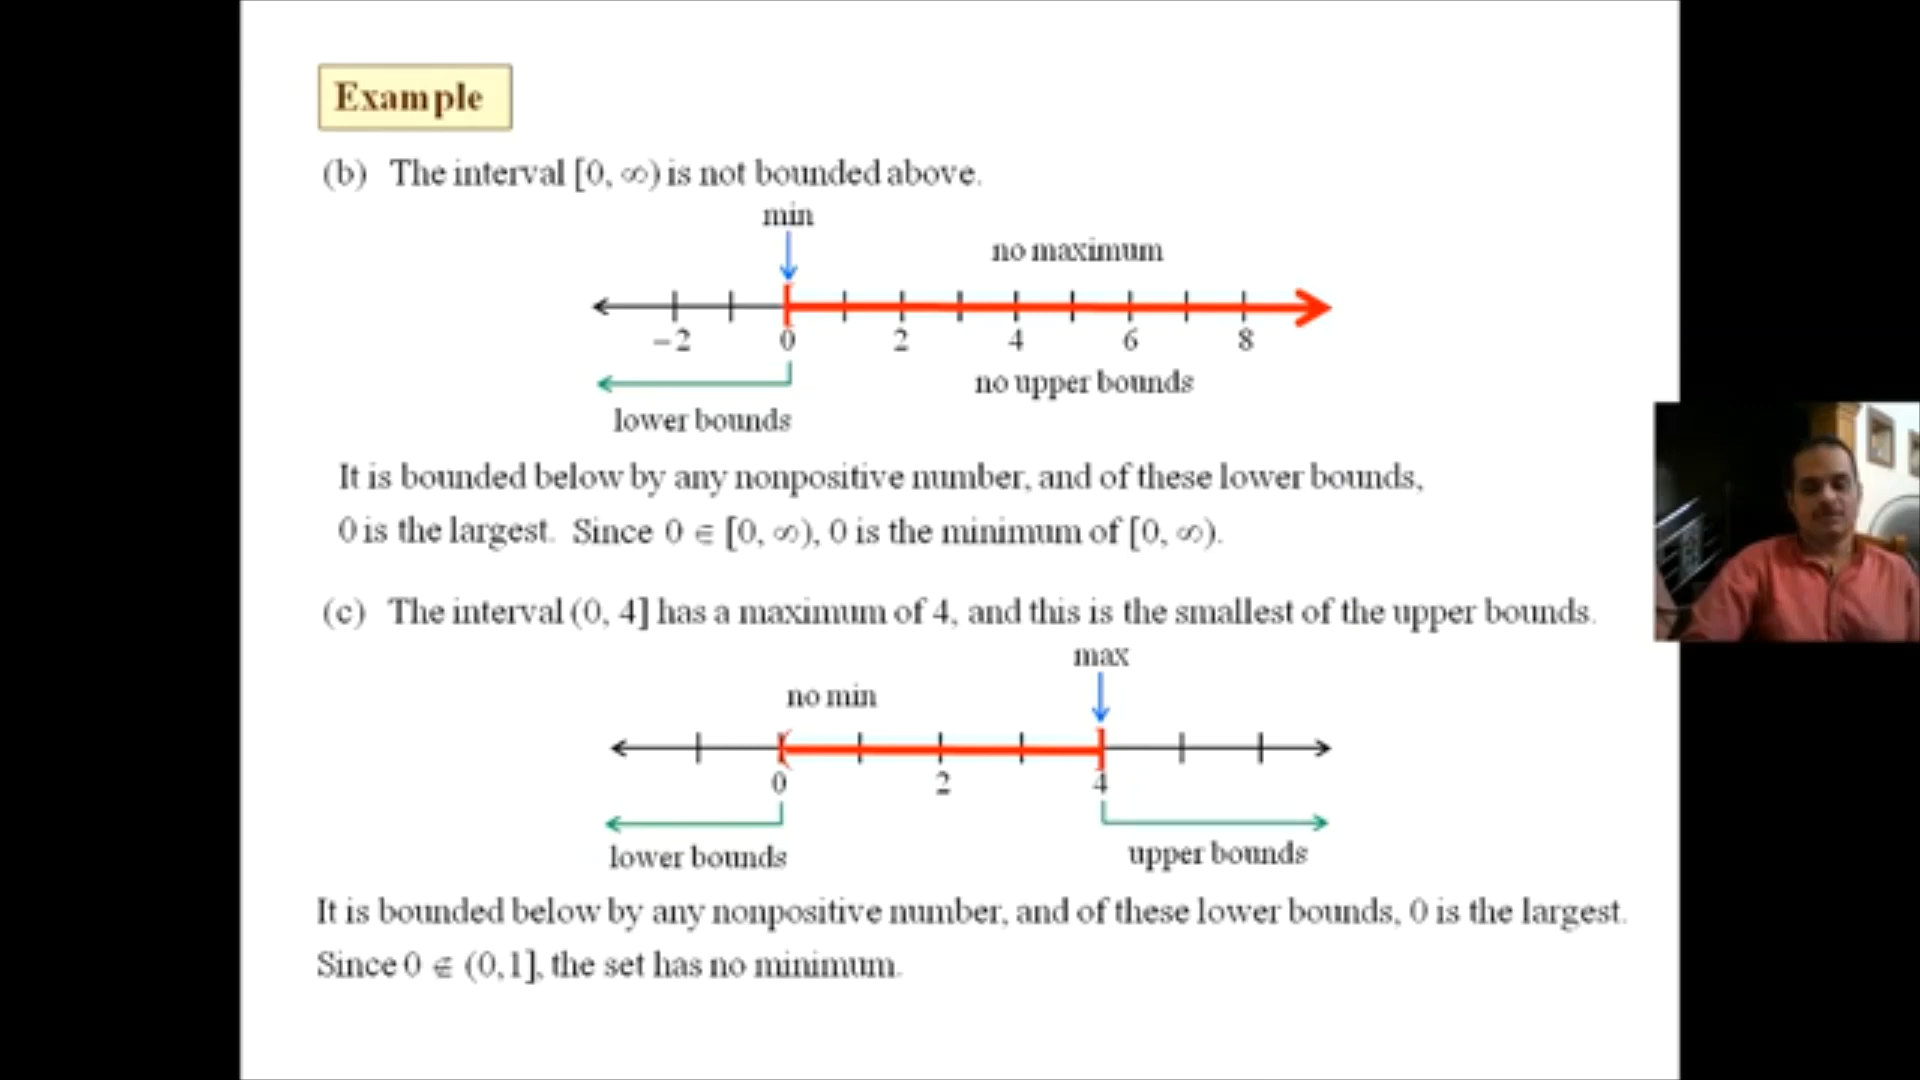 Example
(b) The interval [0, ∞) is not bounded above.
min
no maximum
−2 0 2 4 6 8
no upper bounds
lower bounds
It is bounded below by any nonpositive number, and of these lower bounds,
0 is the largest. Since 0 ∈ [0, ∞), 0 is the minimum of [0, ∞).
(c) The interval (0, 4] has a maximum of 4, and this is the smallest of the upper bounds.
max
no min
0 2 4
lower bounds upper bounds
It is bounded below by any nonpositive number, and of these lower bounds, 0 is the largest.
Since 0 ∉ (0,1], the set has no minimum.